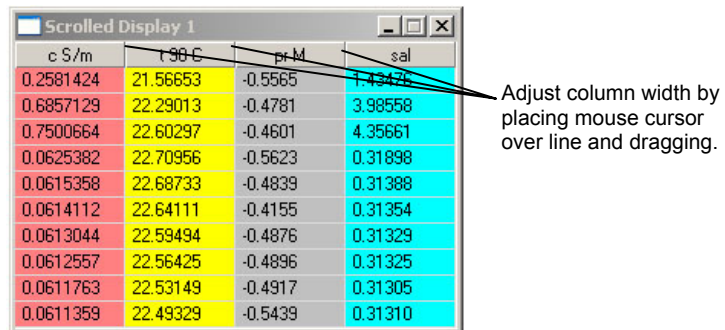 Scrolled Display 1
c S/m t 90 C pr M sal
0.2581424 21.56653 -0.5565 1.43476
0.6857129 22.29013 -0.4781 3.98558
0.7500664 22.60297 -0.4601 4.35661
0.0625382 22.70956 -0.5623 0.31898
0.0615358 22.68733 -0.4839 0.31388
0.0614112 22.64111 -0.4155 0.31354
0.0613044 22.59494 -0.4876 0.31329
0.0612557 22.56425 -0.4896 0.31325
0.0611763 22.53149 -0.4917 0.31305
0.0611359 22.49329 -0.5439 0.31310
Adjust column width by
placing mouse cursor
over line and dragging.